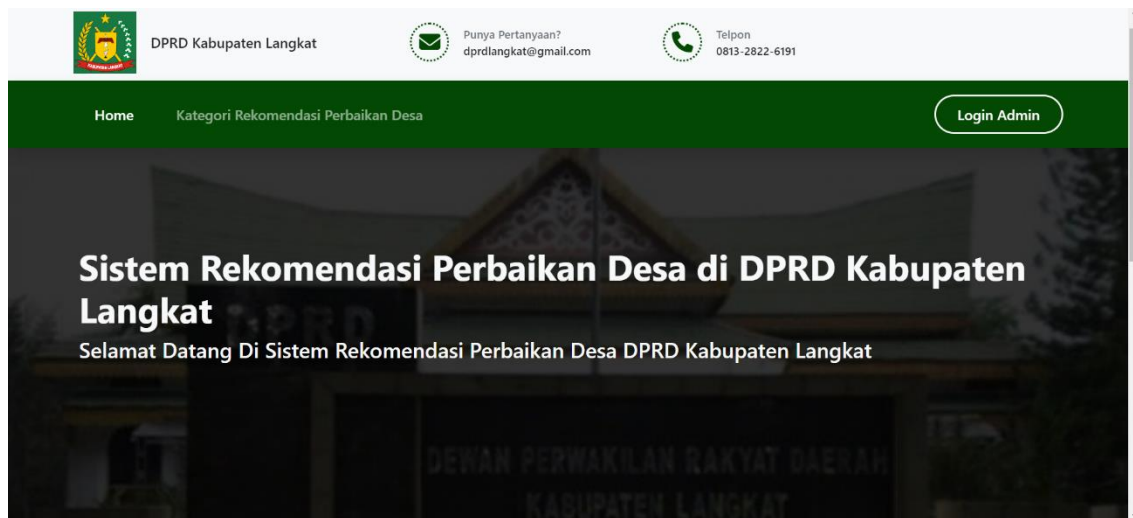 DPRD Kabupaten Langkat
Punya Pertanyaan?
dprdlangkat@gmail.com
Telpon
0813-2822-6191
Home
Kategori Rekomendasi Perbaikan Desa
Login Admin
Sistem Rekomendasi Perbaikan Desa di DPRD Kabupaten
Langkat
Selamat Datang Di Sistem Rekomendasi Perbaikan Desa DPRD Kabupaten Langkat
DPRD
DEWAN PERWAKILAN RAKYAT DAERAH
KABUPATEN LANGKAT